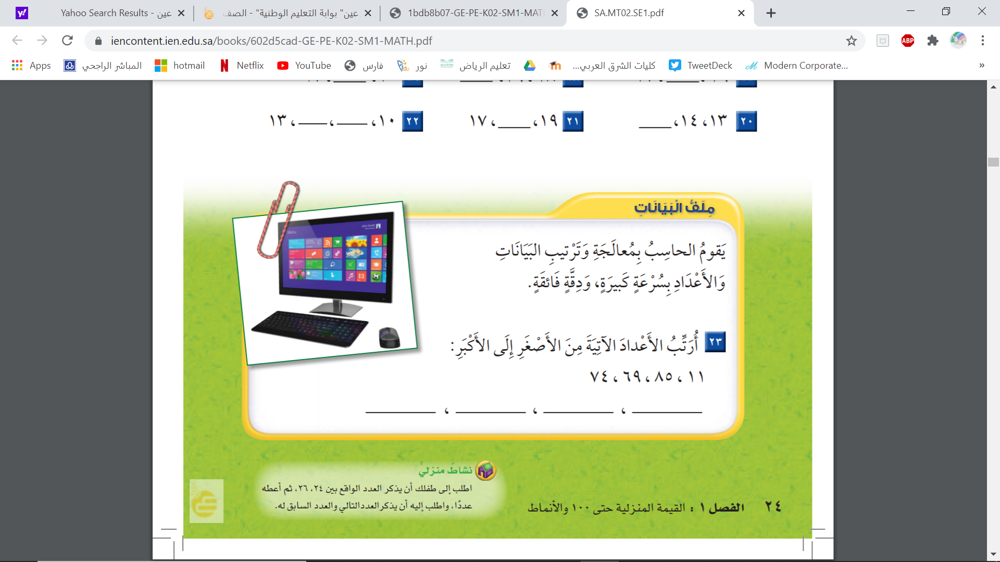 Yahoo Search Results - عين
عين" بوابة التعليم الوطنية" - الصف
1bdb8b07-GE-PE-K02-SM1-MATH
SA.MT02.SE1.pdf
iencontent.ien.edu.sa/books/602d5cad-GE-PE-K02-SM1-MATH.pdf
ABP
Apps
المباشر الراجحي
hotmail
Netflix
YouTube
فارس
نور
تعليم الرياض
كليات الشرق العربي...
TweetDeck
Modern Corporate...
»
٢٠ ١٣، ١٤، ____
٢١ ١٩، ____، ١٧
٢٢ ١٠، ____، ____، ١٣
مِلَفُّ الْبَيَانَاتِ
يَقومُ الحاسِبُ بِمُعالَجَةِ وَتَرْتيبِ البَيَانَاتِ
وَالأَعْدَادِ بِسُرْعَةٍ كَبيرَةٍ، وَدِقَّةٍ فَائقَةٍ.
Menu
٢٣ أُرَتِّبُ الأَعْدادَ الآتِيَةَ مِنَ الأَصْغَرِ إِلَى الأَكْبَرِ:
١١ ، ٨٥ ، ٦٩ ، ٧٤
____ ، ____ ، ____ ، ____
نشاطٌ منزليٌّ
اطلب إلى طفلك أن يذكر العدد الواقع بين ٢٤، ٢٦، ثم أعطه
عددًا، واطلب إليه أن يذكر العدد التالي والعدد السابق له.
٢٤ الفصل ١ : القيمة المنزلية حتى ١٠٠ والأنماط